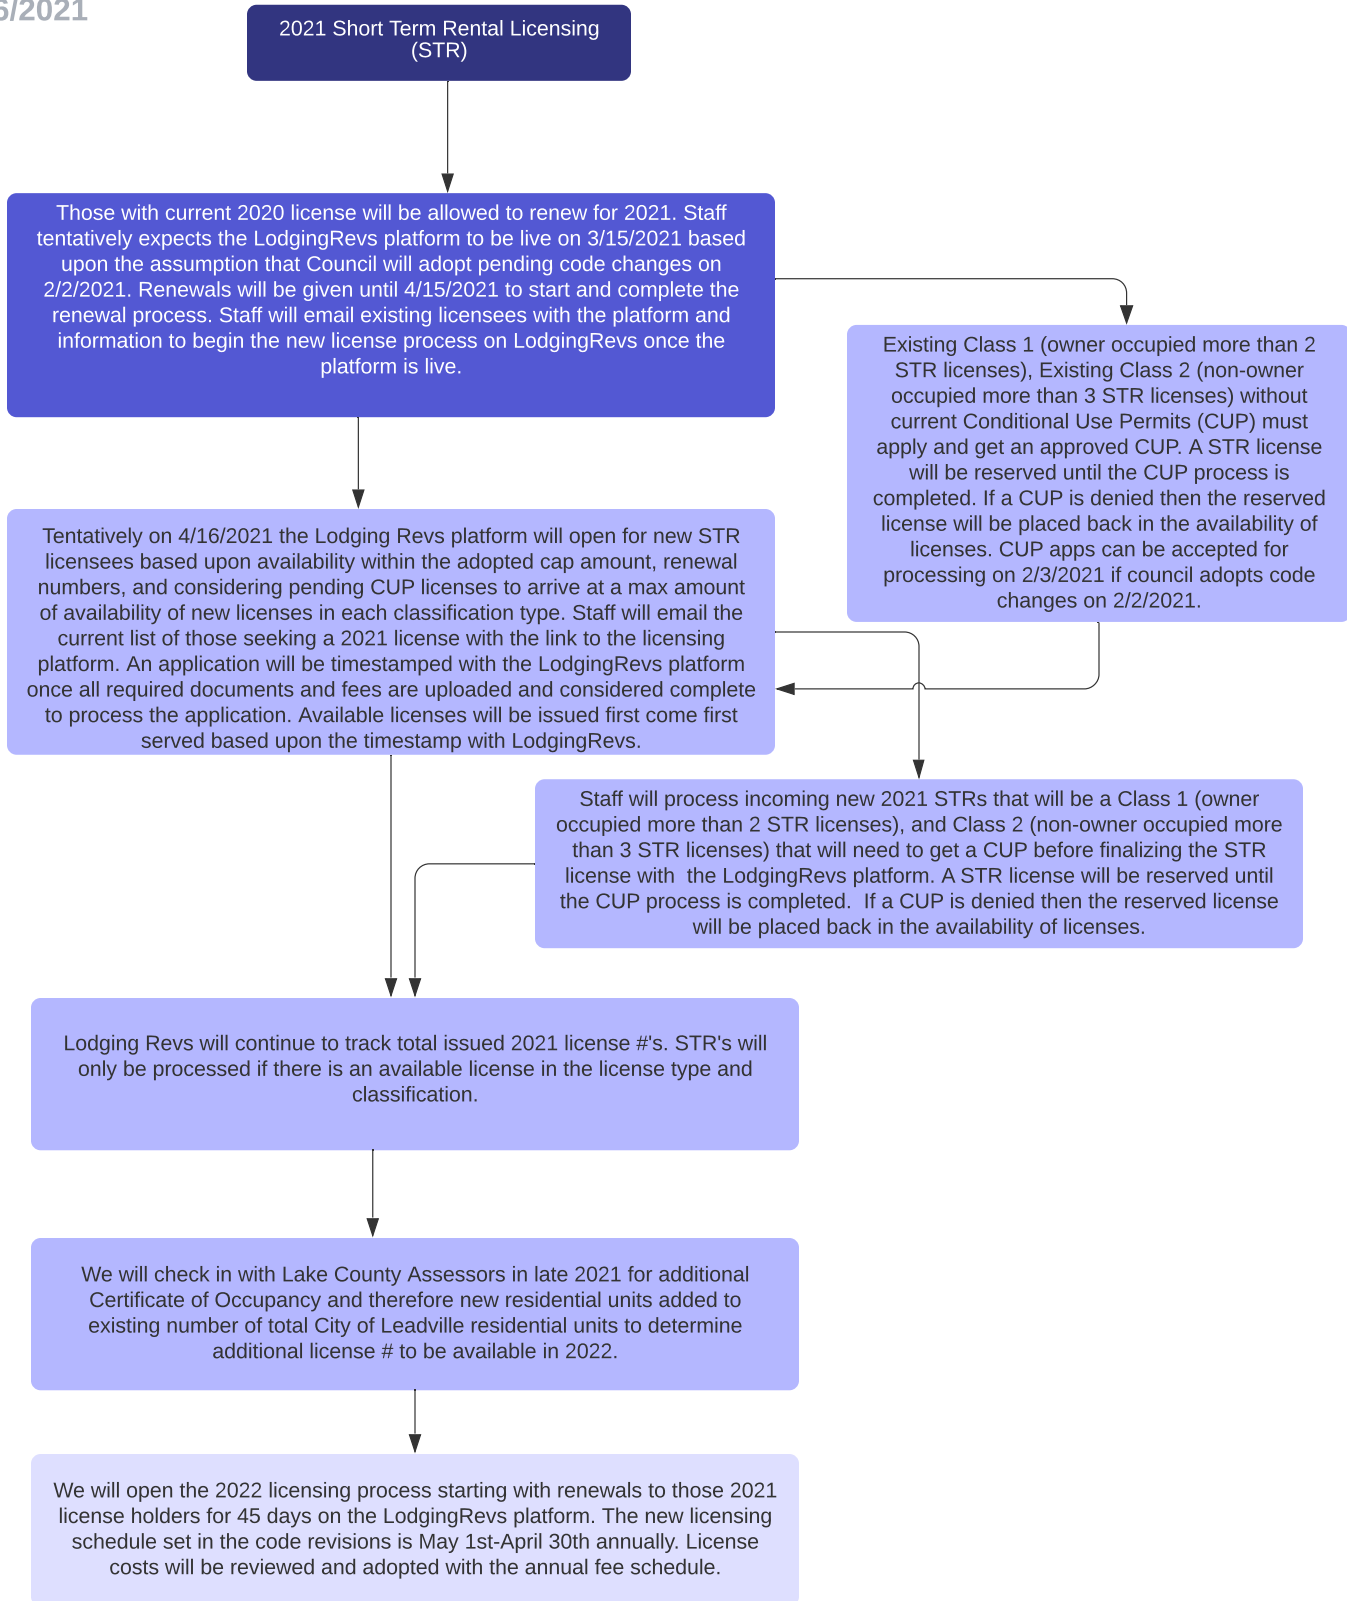 6/2021
2021 Short Term Rental Licensing
(STR)
Those with current 2020 license will be allowed to renew for 2021. Staff
tentatively expects the LodgingRevs platform to be live on 3/15/2021 based
upon the assumption that Council will adopt pending code changes on
2/2/2021. Renewals will be given until 4/15/2021 to start and complete the
renewal process. Staff will email existing licensees with the platform and
information to begin the new license process on LodgingRevs once the
platform is live.
Existing Class 1 (owner occupied more than 2
STR licenses), Existing Class 2 (non-owner
occupied more than 3 STR licenses) without
current Conditional Use Permits (CUP) must
apply and get an approved CUP. A STR license
will be reserved until the CUP process is
completed. If a CUP is denied then the reserved
license will be placed back in the availability of
licenses. CUP apps can be accepted for
processing on 2/3/2021 if council adopts code
changes on 2/2/2021.
Tentatively on 4/16/2021 the Lodging Revs platform will open for new STR
licensees based upon availability within the adopted cap amount, renewal
numbers, and considering pending CUP licenses to arrive at a max amount
of availability of new licenses in each classification type. Staff will email the
current list of those seeking a 2021 license with the link to the licensing
platform. An application will be timestamped with the LodgingRevs platform
once all required documents and fees are uploaded and considered complete
to process the application. Available licenses will be issued first come first
served based upon the timestamp with LodgingRevs.
Staff will process incoming new 2021 STRs that will be a Class 1 (owner
occupied more than 2 STR licenses), and Class 2 (non-owner occupied more
than 3 STR licenses) that will need to get a CUP before finalizing the STR
license with  the LodgingRevs platform. A STR license will be reserved until
the CUP process is completed.  If a CUP is denied then the reserved license
will be placed back in the availability of licenses.
Lodging Revs will continue to track total issued 2021 license #'s. STR's will
only be processed if there is an available license in the license type and
classification.
We will check in with Lake County Assessors in late 2021 for additional
Certificate of Occupancy and therefore new residential units added to
existing number of total City of Leadville residential units to determine
additional license # to be available in 2022.
We will open the 2022 licensing process starting with renewals to those 2021
license holders for 45 days on the LodgingRevs platform. The new licensing
schedule set in the code revisions is May 1st-April 30th annually. License
costs will be reviewed and adopted with the annual fee schedule.